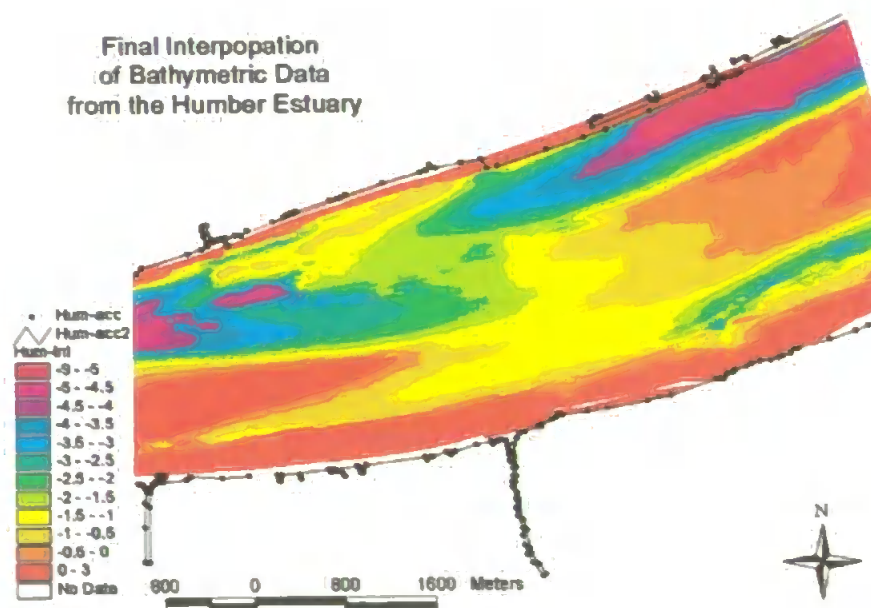 Final Interpopation
of Bathymetric Data
from the Humber Estuary
Hum-acc
Hum-acc2
Hum-int
-9 - -5
-5 - -4.5
-4.5 - -4
-4 - -3.5
-3.5 - -3
-3 - -2.5
-2.5 - -2
-2 - -1.5
-1.5 - -1
-1 - -0.5
-0.5 - 0
0 - 3
No Data
800 0 800 1600 Meters
N